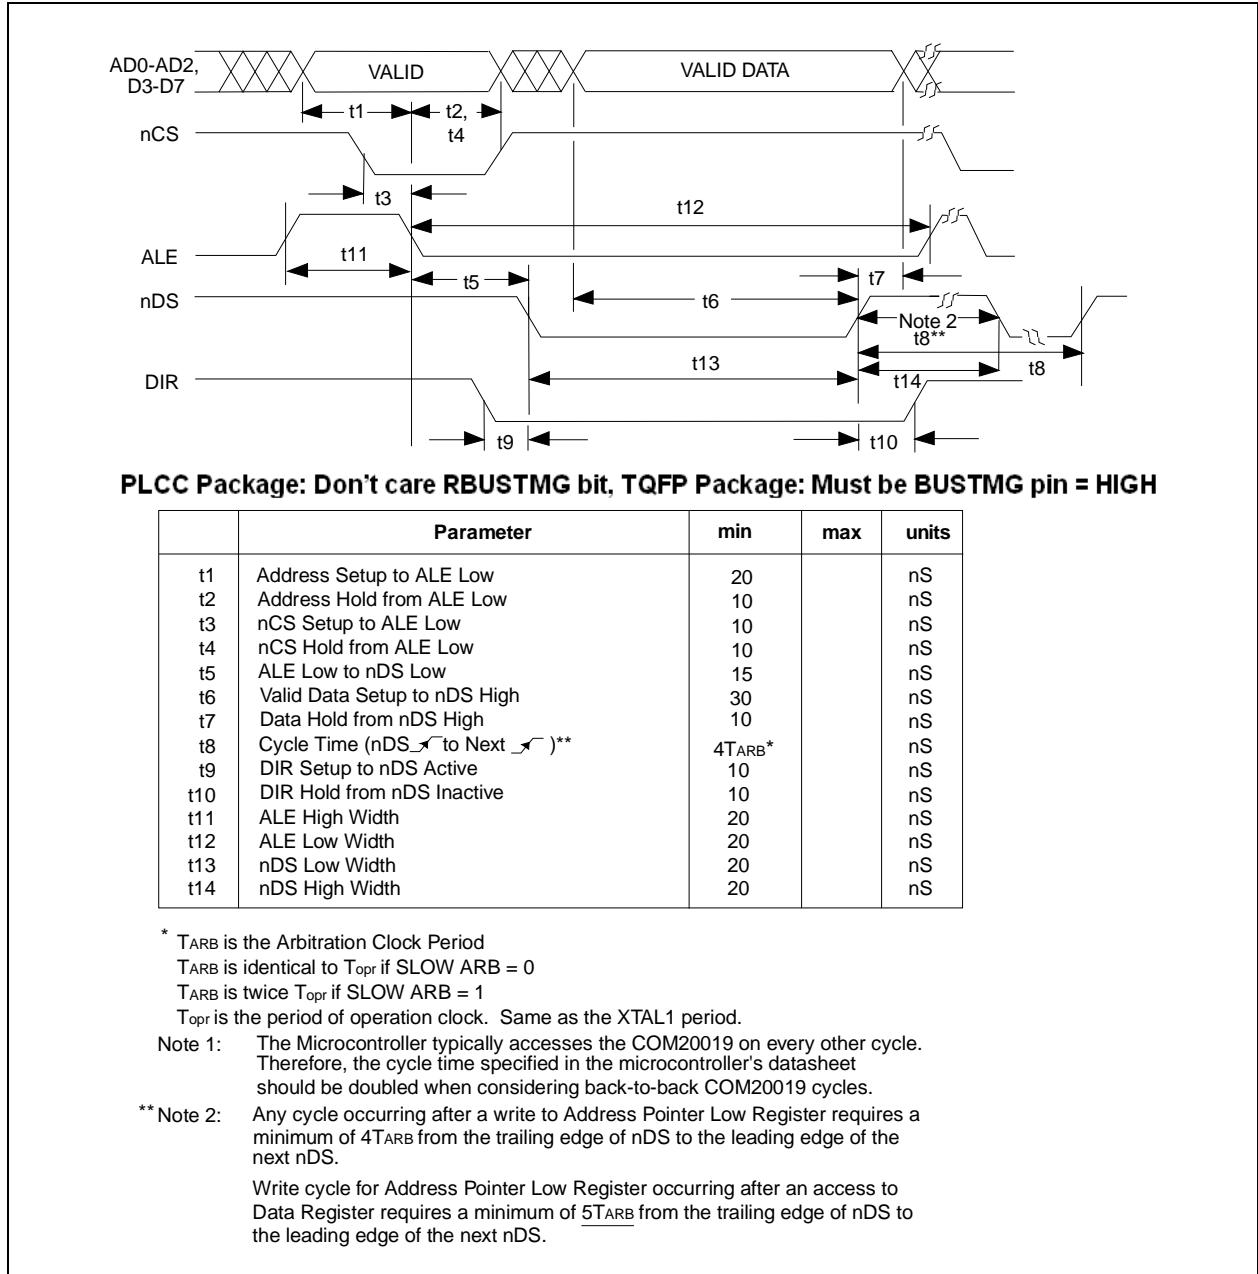 AD0-AD2,
D3-D7
VALID
VALID DATA
t1
t2,
t4
nCS
t3
t12
ALE
t11
t5
t7
nDS
t6
Note 2
t8**
t8
t13
DIR
t14
t9
t10
PLCC Package: Don't care RBUSTMG bit, TQFP Package: Must be BUSTMG pin = HIGH
Parameter min max units
t1 Address Setup to ALE Low 20 nS
t2 Address Hold from ALE Low 10 nS
t3 nCS Setup to ALE Low 10 nS
t4 nCS Hold from ALE Low 10 nS
t5 ALE Low to nDS Low 15 nS
t6 Valid Data Setup to nDS High 30 nS
t7 Data Hold from nDS High 10 nS
t8 Cycle Time (nDS to Next )** 4TARB* nS
t9 DIR Setup to nDS Active 10 nS
t10 DIR Hold from nDS Inactive 10 nS
t11 ALE High Width 20 nS
t12 ALE Low Width 20 nS
t13 nDS Low Width 20 nS
t14 nDS High Width 20 nS
* TARB is the Arbitration Clock Period
TARB is identical to Topr if SLOW ARB = 0
TARB is twice Topr if SLOW ARB = 1
Topr is the period of operation clock. Same as the XTAL1 period.
Note 1: The Microcontroller typically accesses the COM20019 on every other cycle.
Therefore, the cycle time specified in the microcontroller's datasheet
should be doubled when considering back-to-back COM20019 cycles.
**Note 2: Any cycle occurring after a write to Address Pointer Low Register requires a
minimum of 4TARB from the trailing edge of nDS to the leading edge of the
next nDS.
Write cycle for Address Pointer Low Register occurring after an access to
Data Register requires a minimum of 5TARB from the trailing edge of nDS to
the leading edge of the next nDS.